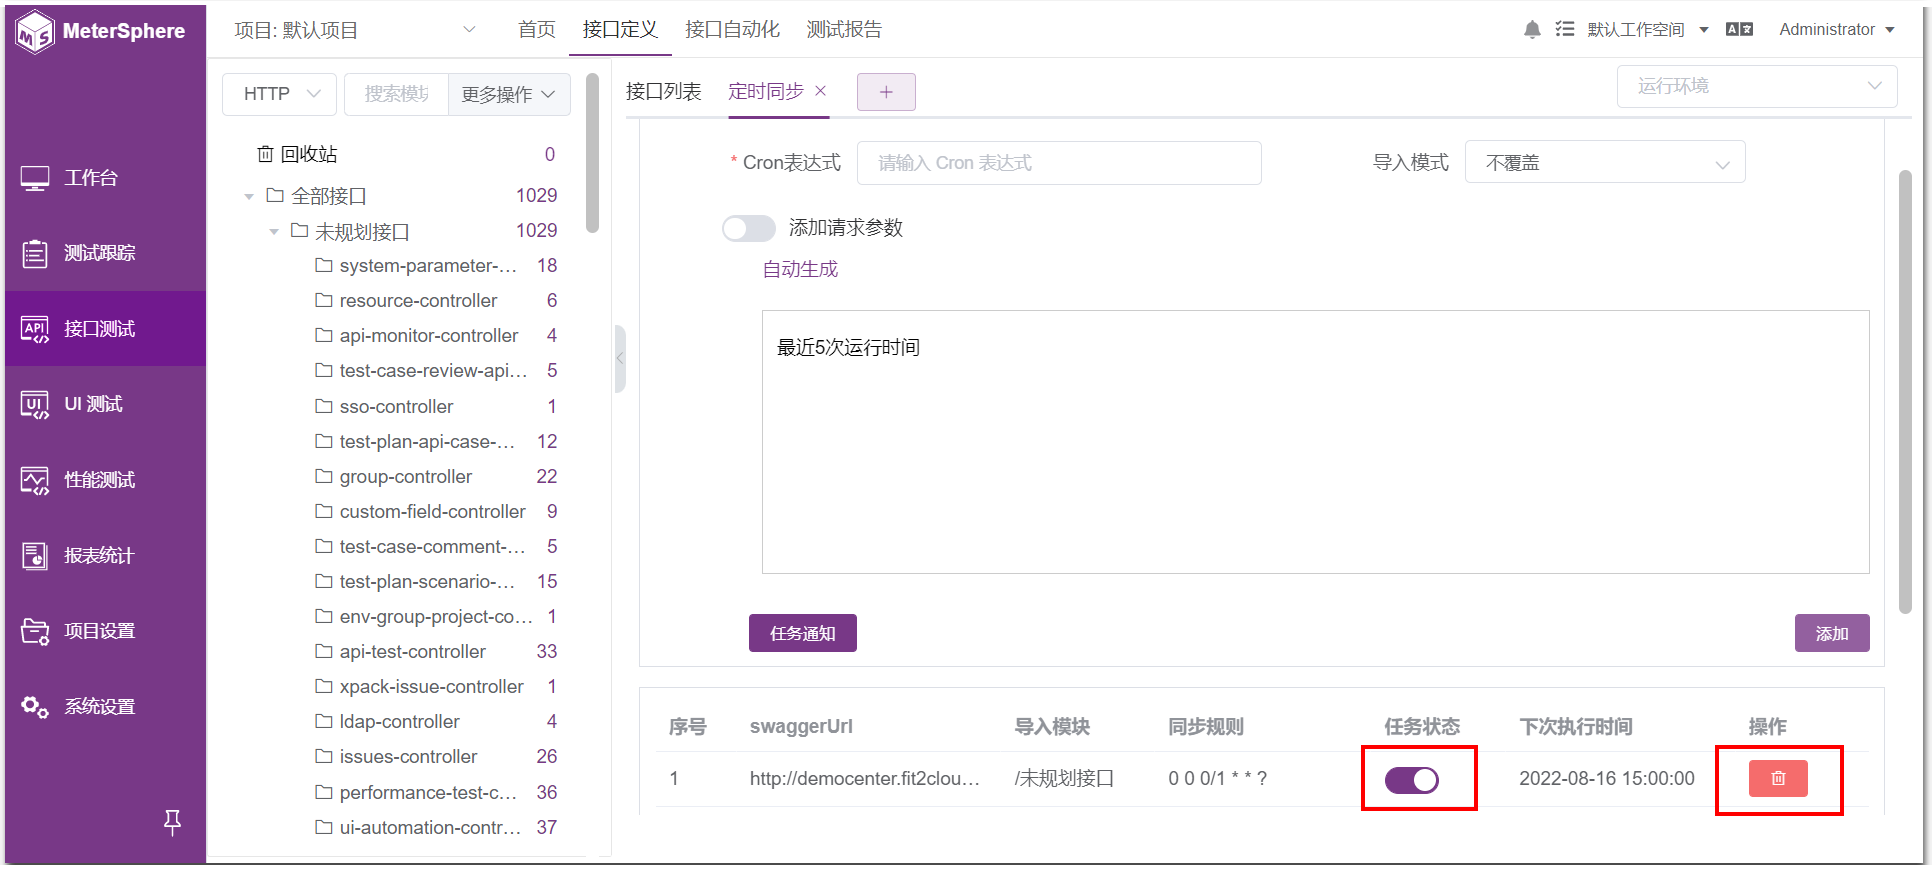 MeterSphere
项目: 默认项目
首页
接口定义
接口自动化
测试报告
默认工作空间
Administrator
工作台
测试跟踪
接口测试
UI 测试
性能测试
报表统计
项目设置
系统设置
HTTP
搜索模块
更多操作
回收站 0
全部接口 1029
未规划接口 1029
system-parameter-... 18
resource-controller 6
api-monitor-controller 4
test-case-review-api... 5
sso-controller 1
test-plan-api-case-... 12
group-controller 22
custom-field-controller 9
test-case-comment-... 5
test-plan-scenario-... 15
env-group-project-co... 1
api-test-controller 33
xpack-issue-controller 1
ldap-controller 4
issues-controller 26
performance-test-c... 36
ui-automation-contr... 37
接口列表
定时同步
+
运行环境
* Cron表达式
请输入 Cron 表达式
导入模式
不覆盖
添加请求参数
自动生成
最近5次运行时间
任务通知
添加
序号 swaggerUrl 导入模块 同步规则 任务状态 下次执行时间 操作
1 http://democenter.fit2clou... /未规划接口 0 0 0/1 * * ? 2022-08-16 15:00:00